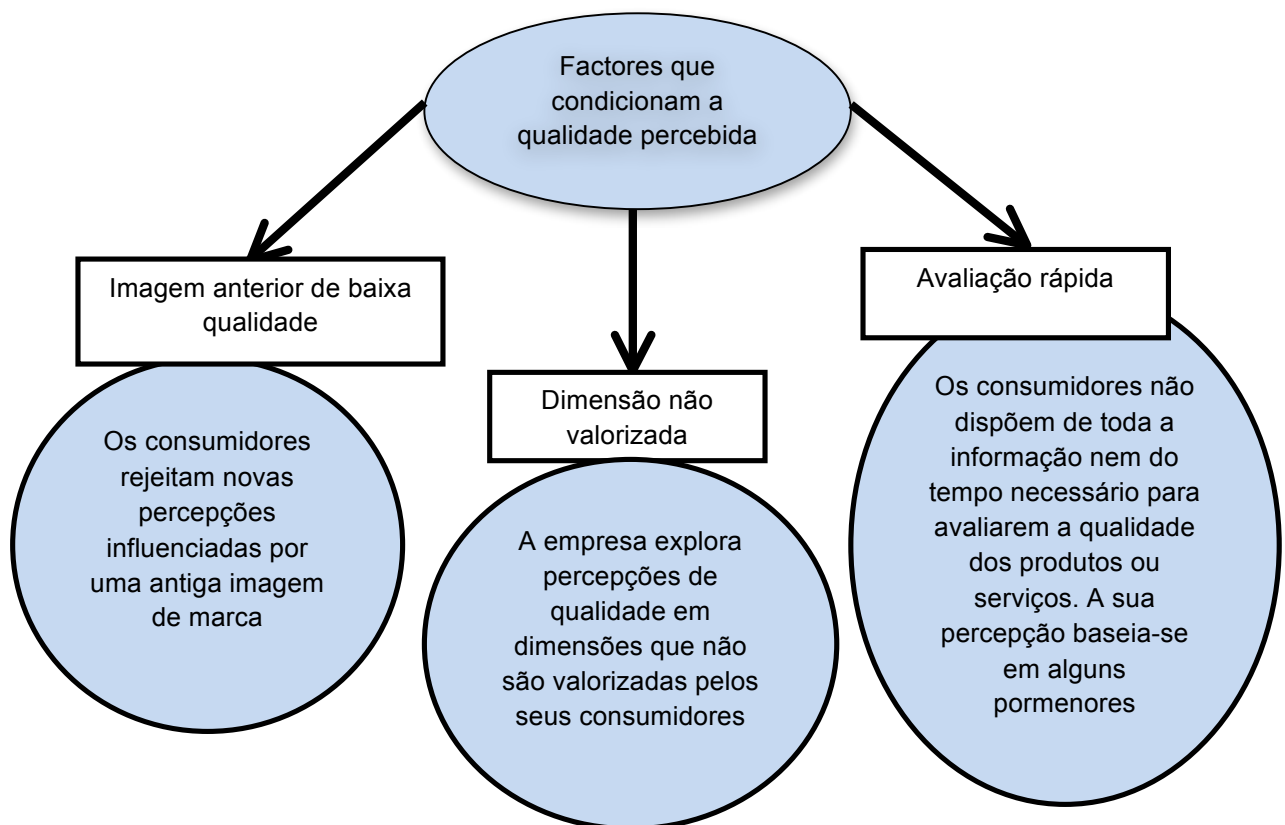 Factores que
condicionam a
qualidade percebida
Imagem anterior de baixa
qualidade
Os consumidores
rejeitam novas
percepções
influenciadas por
uma antiga imagem
de marca
Dimensão não
valorizada
A empresa explora
percepções de
qualidade em
dimensões que não
são valorizadas pelos
seus consumidores
Avaliação rápida
Os consumidores não
dispõem de toda a
informação nem do
tempo necessário para
avaliarem a qualidade
dos produtos ou
serviços. A sua
percepção baseia-se
em alguns
pormenores